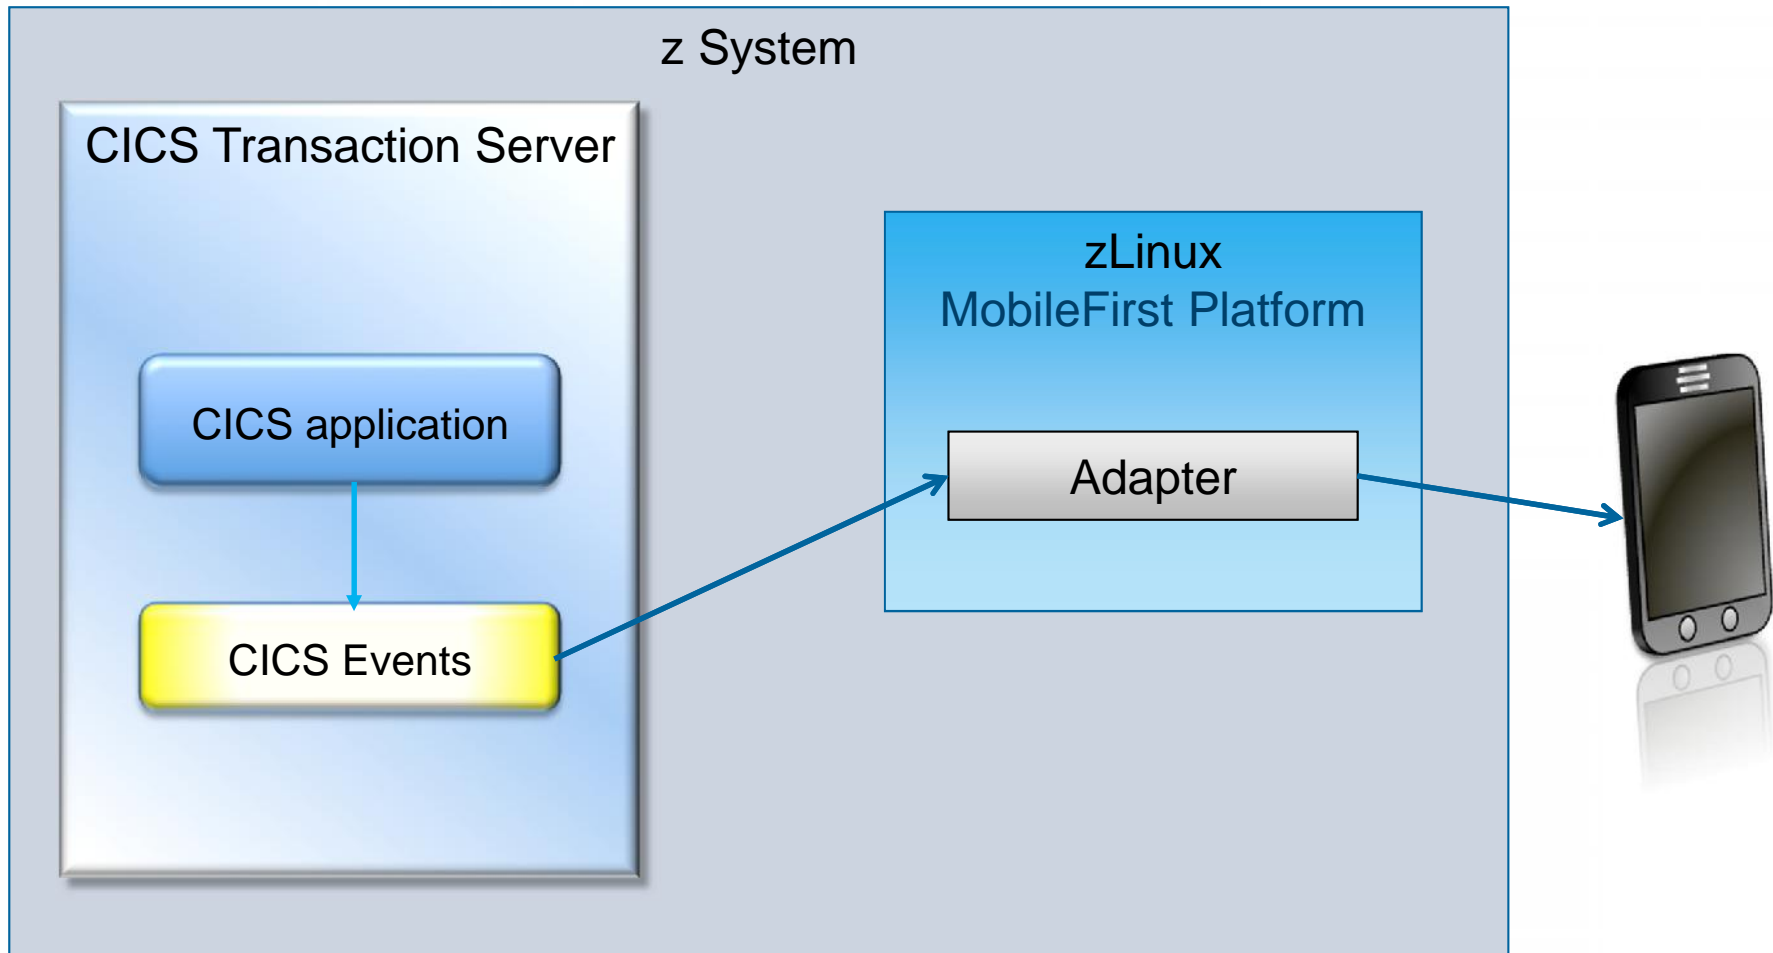 z System
CICS Transaction Server
CICS application
CICS Events
zLinux
MobileFirst Platform
Adapter